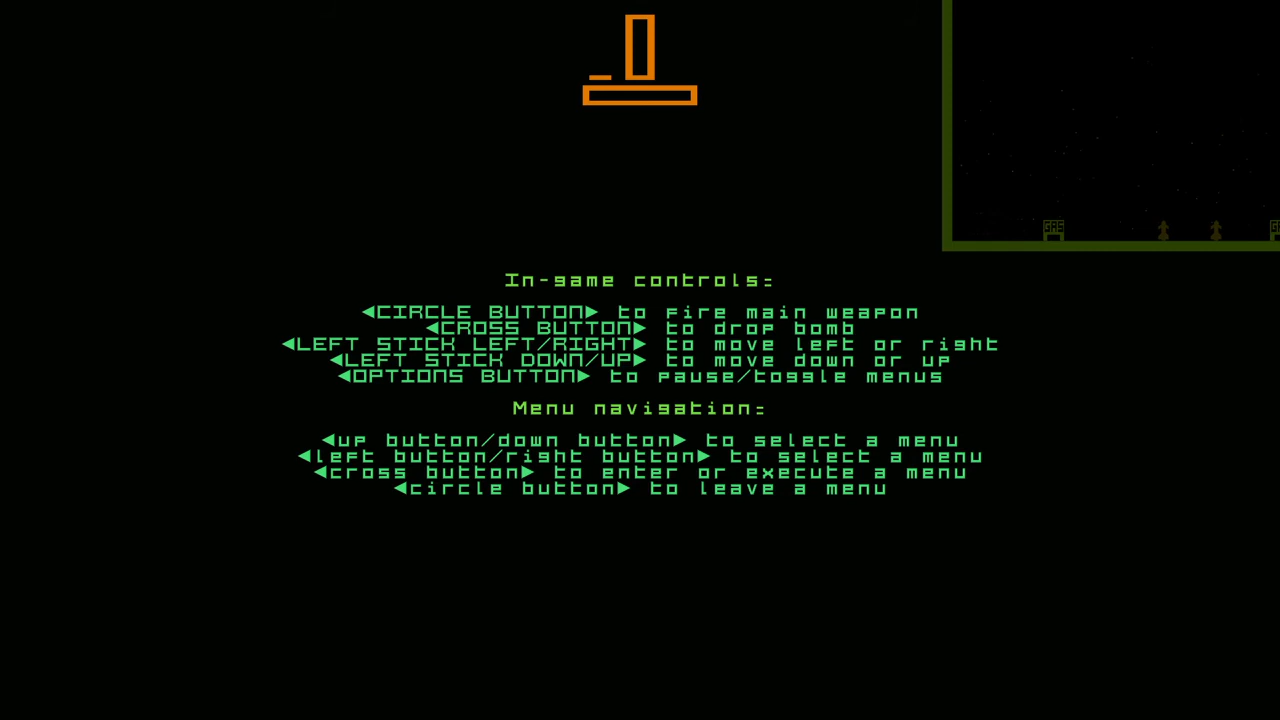 GAS
In-game controls:
◀CIRCLE BUTTON▶ to fire main weapon
◀CROSS BUTTON▶ to drop bomb
◀LEFT STICK LEFT/RIGHT▶ to move left or right
◀LEFT STICK DOWN/UP▶ to move down or up
◀OPTIONS BUTTON▶ to pause/toggle menus
Menu navigation:
◀up button/down button▶ to select a menu
◀left button/right button▶ to select a menu
◀cross button▶ to enter or execute a menu
◀circle button▶ to leave a menu